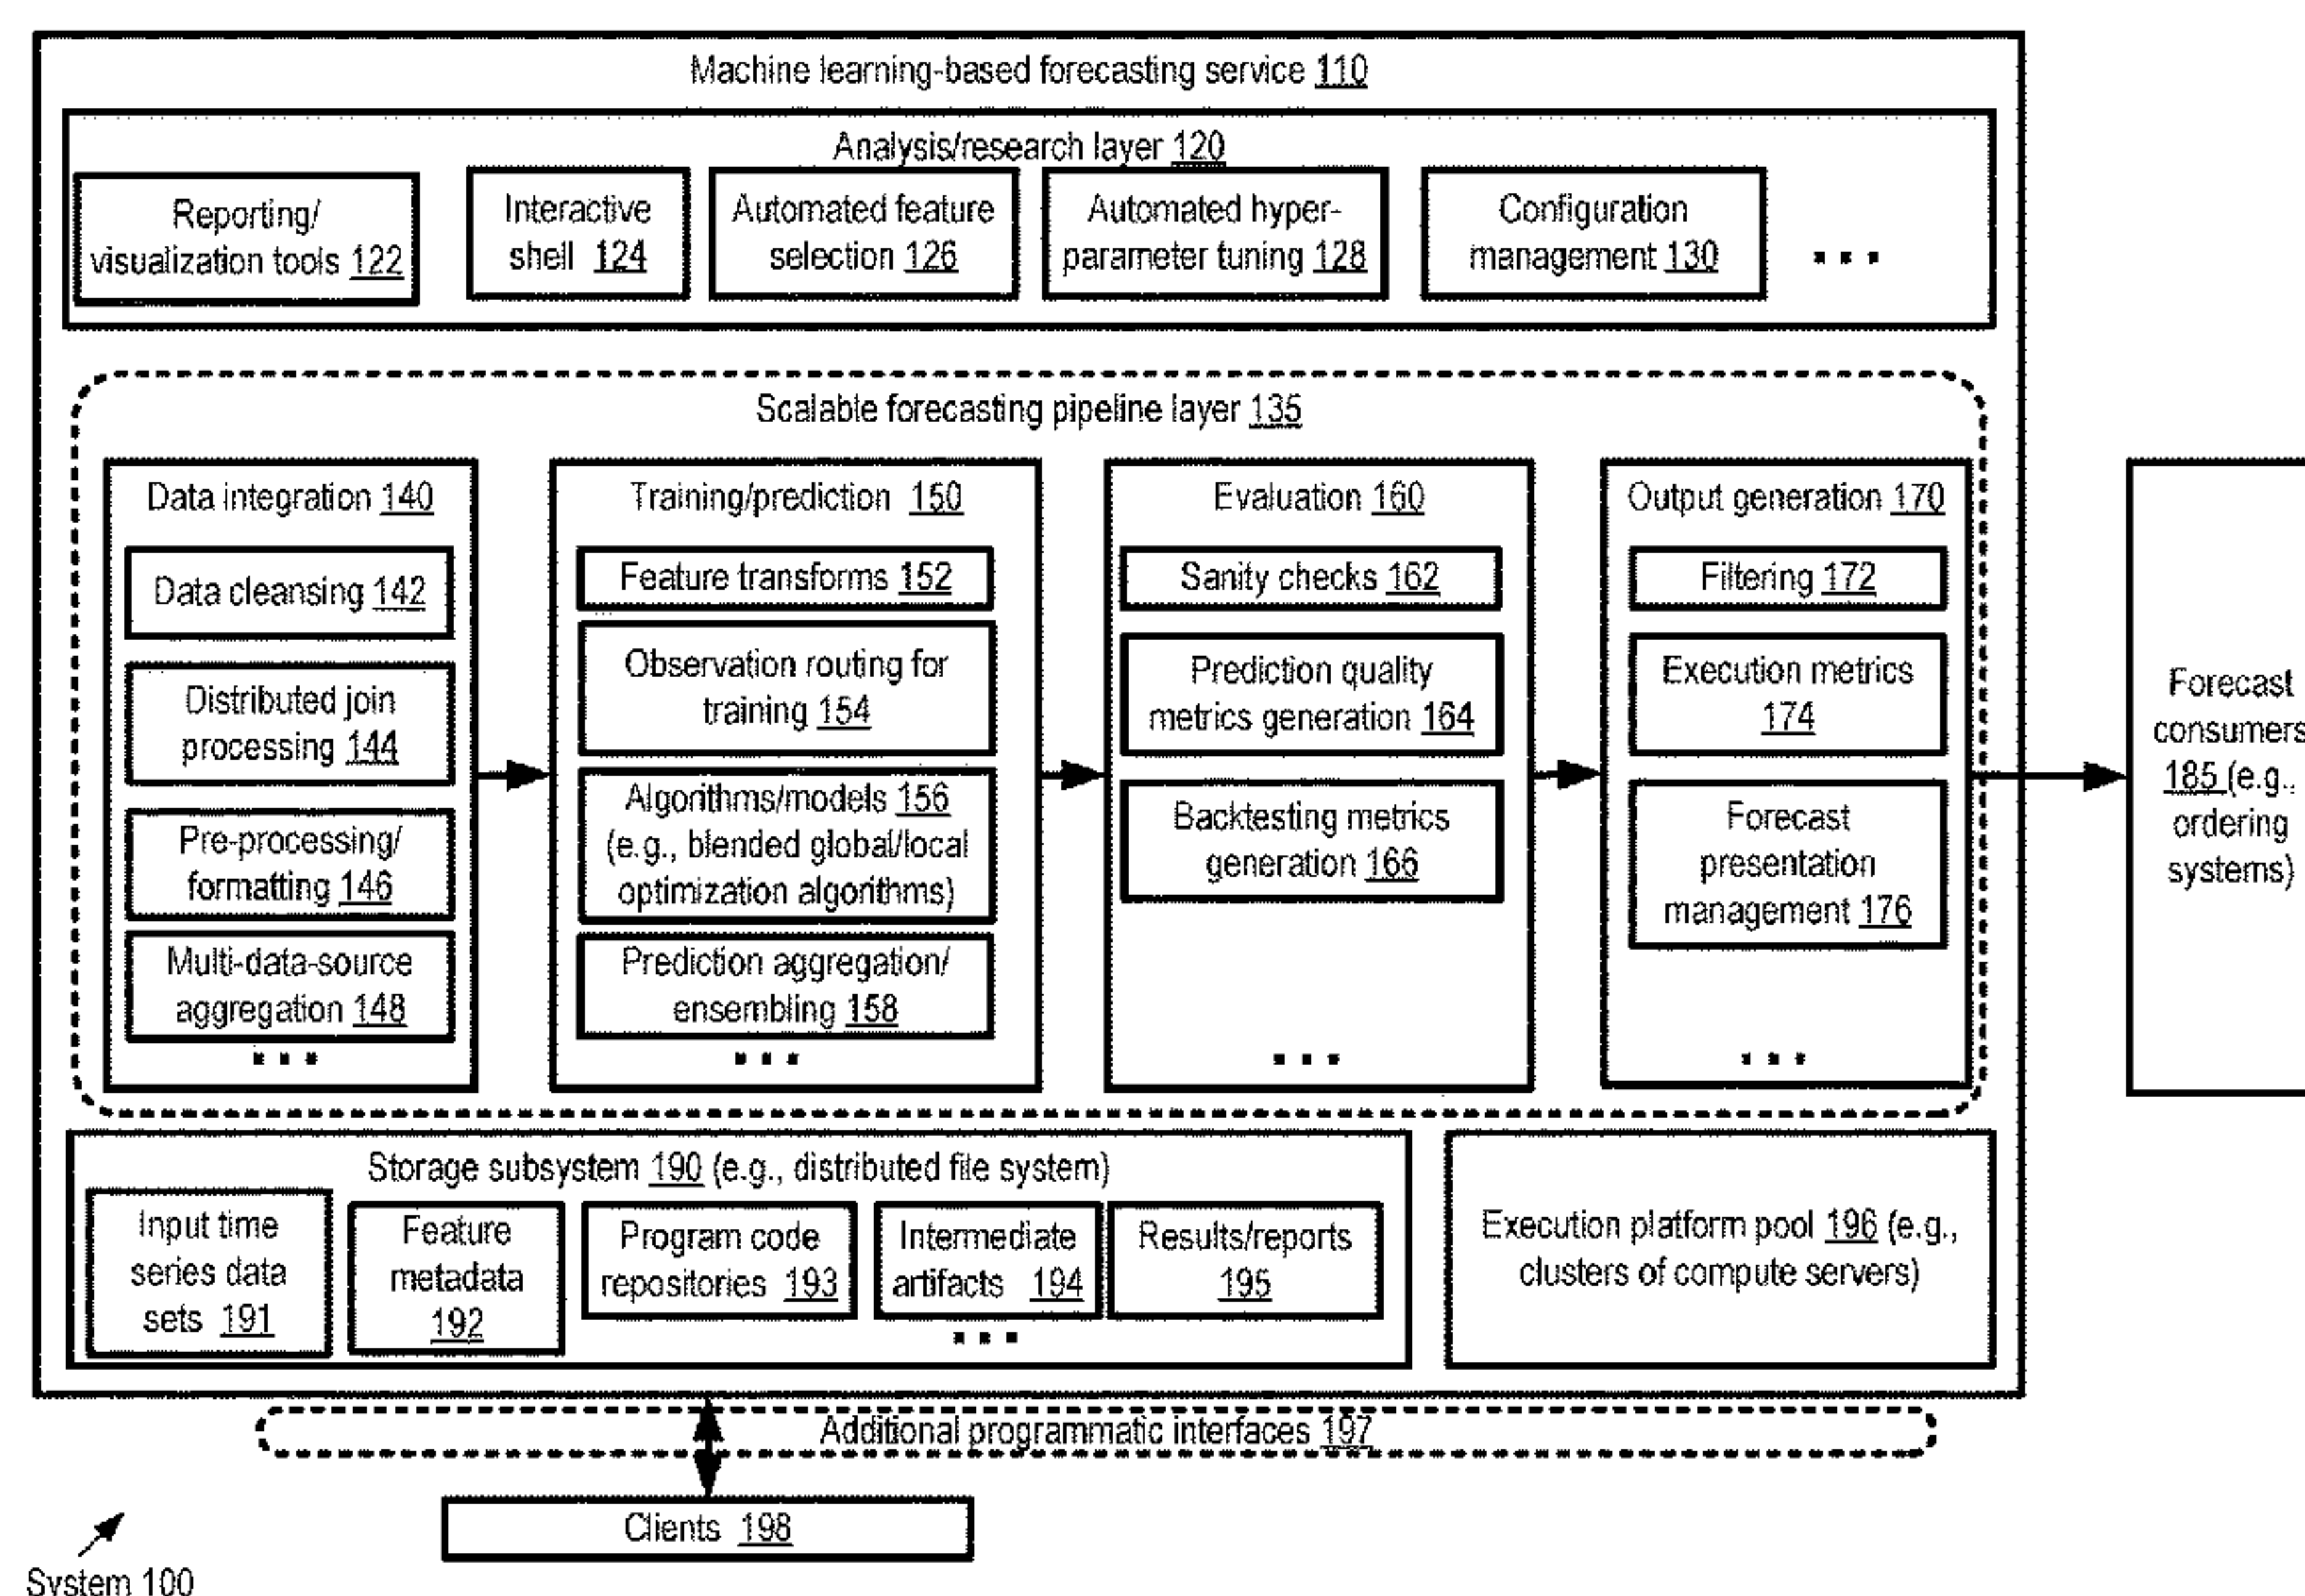 Machine learning-based forecasting service 110
Analysis/research layer 120
Reporting/
visualization tools 122
Interactive
shell 124
Automated feature
selection 126
Automated hyper-
parameter tuning 128
Configuration
management 130
...
Scalable forecasting pipeline layer 135
Data integration 140
Data cleansing 142
Distributed join
processing 144
Pre-processing/
formatting 146
Multi-data-source
aggregation 148
...
Training/prediction 150
Feature transforms 152
Observation routing for
training 154
Algorithms/models 156
(e.g., blended global/local
optimization algorithms)
Prediction aggregation/
ensembling 158
...
Evaluation 160
Sanity checks 162
Prediction quality
metrics generation 164
Backtesting metrics
generation 166
...
Output generation 170
Filtering 172
Execution metrics
174
Forecast
presentation
management 176
...
Forecast
consumers
185 (e.g.,
ordering
systems)
Storage subsystem 190 (e.g., distributed file system)
Input time
series data
sets 191
Feature
metadata
192
Program code
repositories 193
Intermediate
artifacts 194
Results/reports
195
...
Execution platform pool 196 (e.g.,
clusters of compute servers)
Additional programmatic interfaces 197
Clients 198
System 100